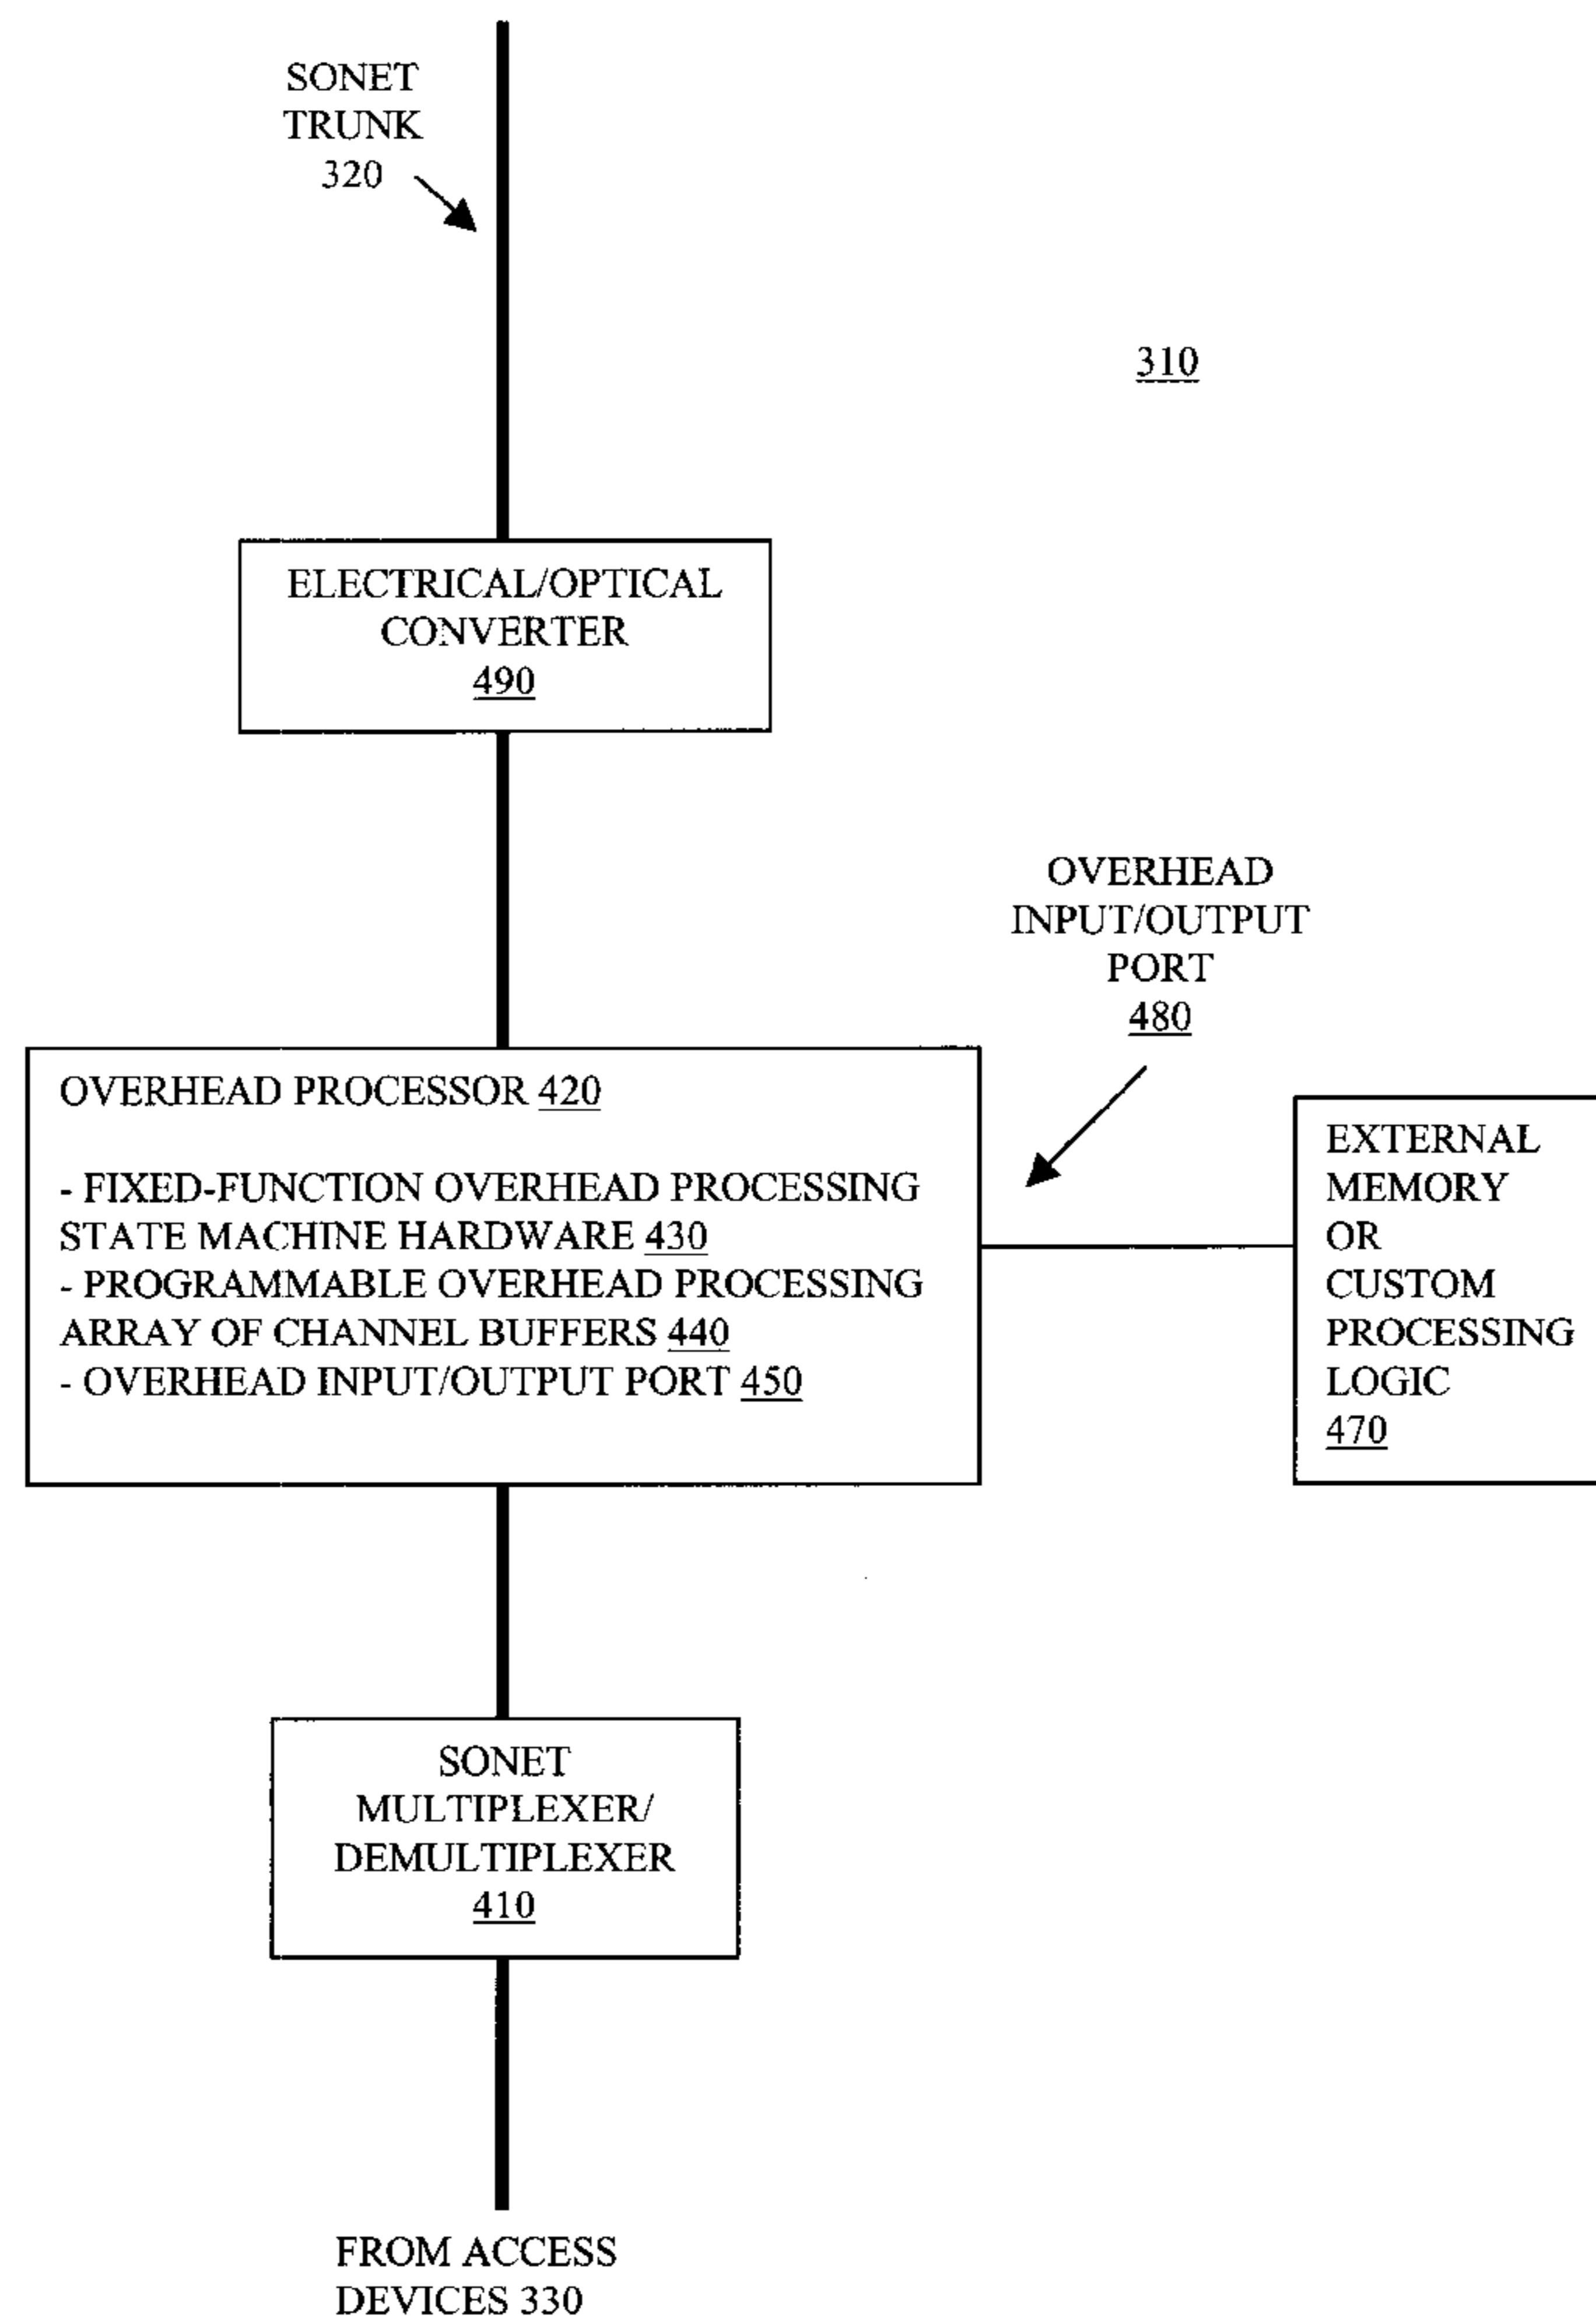 SONET
TRUNK
320
310
ELECTRICAL/OPTICAL
CONVERTER
490
OVERHEAD
INPUT/OUTPUT
PORT
480
OVERHEAD PROCESSOR 420
- FIXED-FUNCTION OVERHEAD PROCESSING
STATE MACHINE HARDWARE 430
- PROGRAMMABLE OVERHEAD PROCESSING
ARRAY OF CHANNEL BUFFERS 440
- OVERHEAD INPUT/OUTPUT PORT 450
EXTERNAL
MEMORY
OR
CUSTOM
PROCESSING
LOGIC
470
SONET
MULTIPLEXER/
DEMULTIPLEXER
410
FROM ACCESS
DEVICES 330